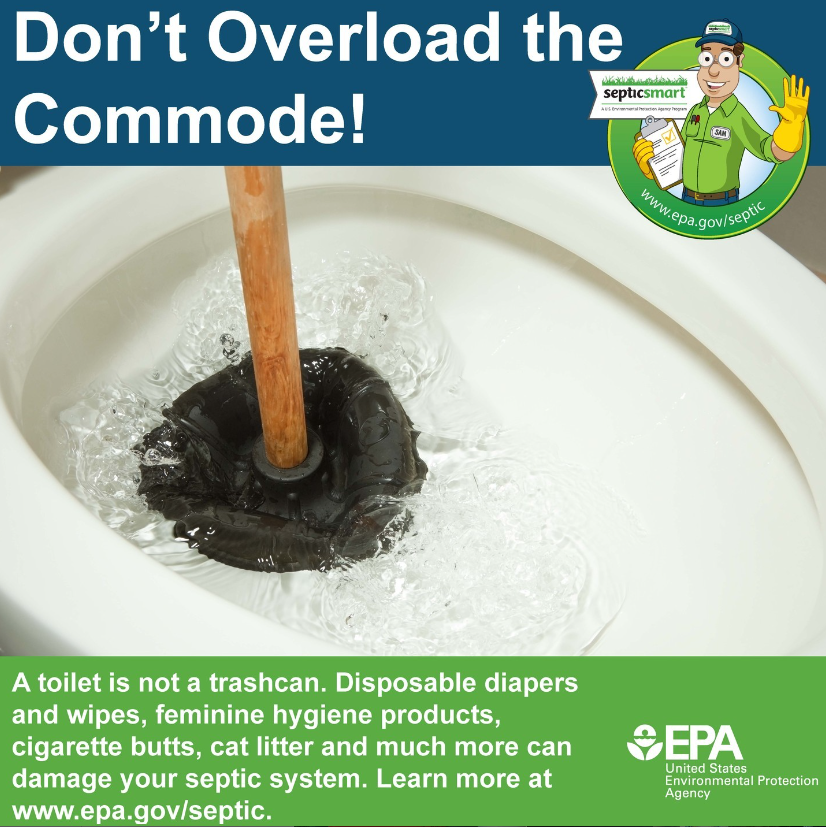 Don't Overload the
Commode!
septicsmart
A U.S. Environmental Protection Agency Program
SAM
www.epa.gov/septic
A toilet is not a trashcan. Disposable diapers
and wipes, feminine hygiene products,
cigarette butts, cat litter and much more can
damage your septic system. Learn more at
www.epa.gov/septic.
EPA
United States
Environmental Protection
Agency